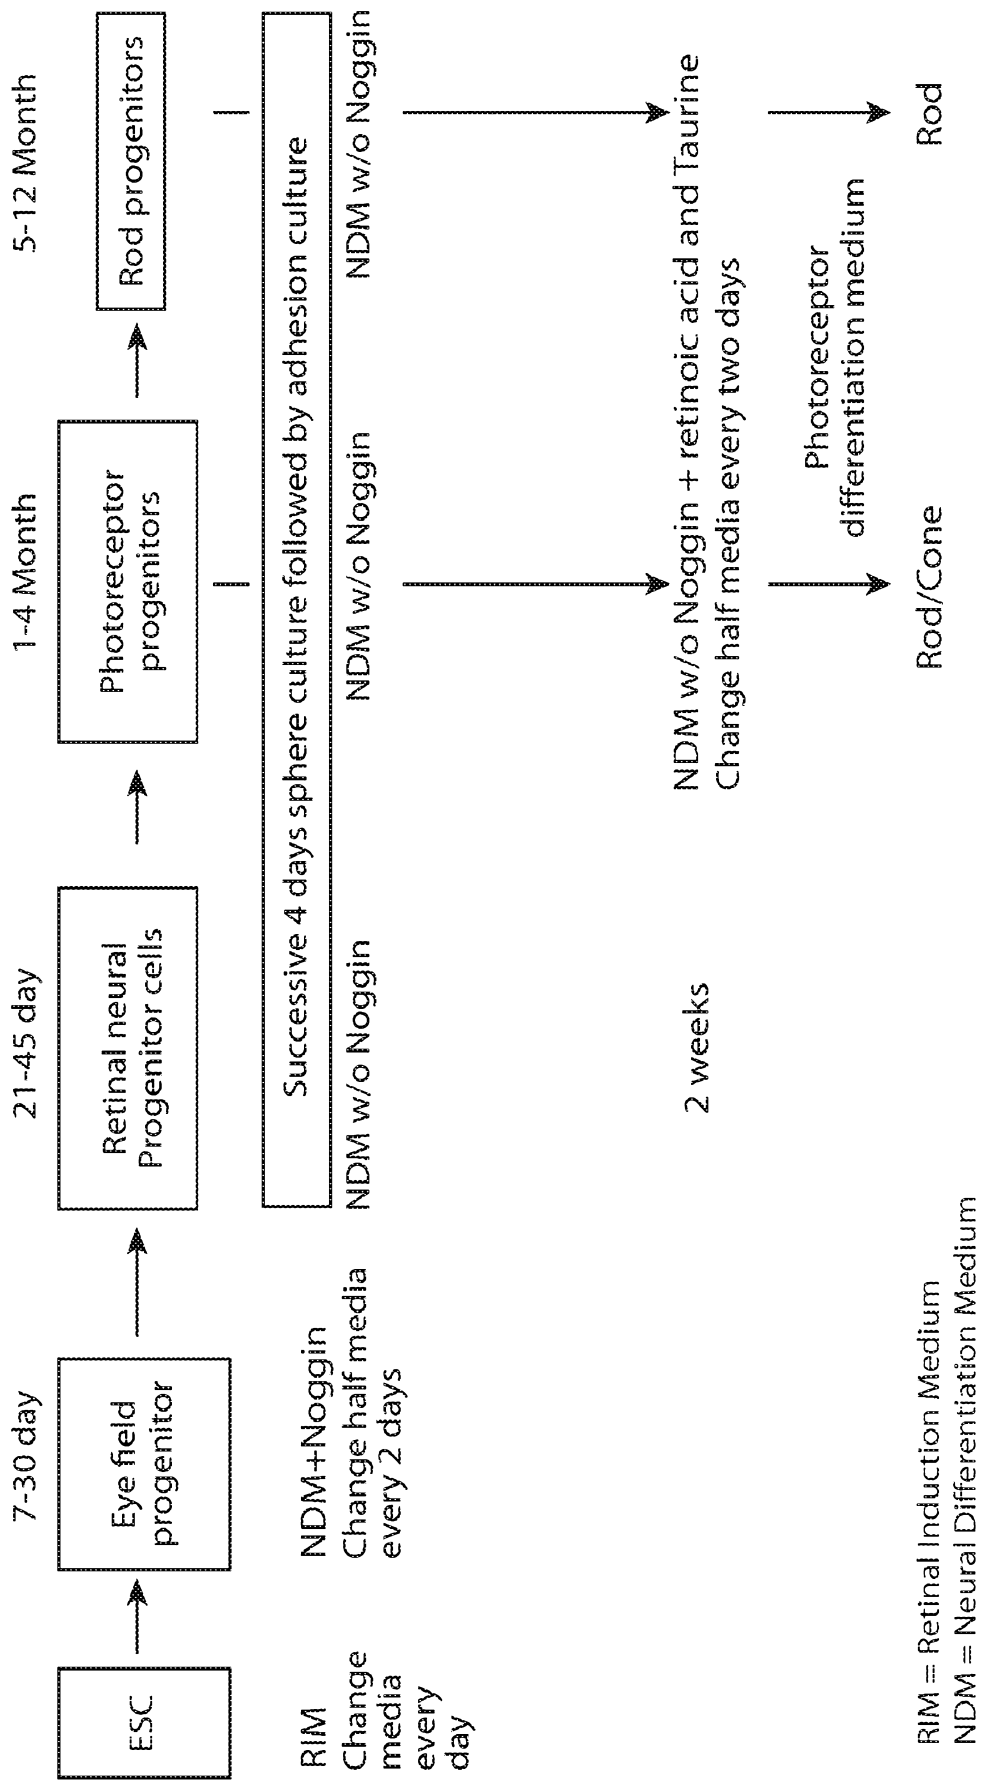 7-30 day
21-45 day
1-4 Month
5-12 Month
ESC
Eye field
progenitor
Retinal neural
Progenitor cells
Photoreceptor
progenitors
Rod progenitors
Successive 4 days sphere culture followed by adhesion culture
RIM
Change
media
every
day
NDM+Noggin
Change half media
every 2 days
NDM w/o Noggin
NDM w/o Noggin
NDM w/o Noggin
2 weeks
NDM w/o Noggin + retinoic acid and Taurine
Change half media every two days
Photoreceptor
differentiation medium
Rod/Cone
Rod
RIM = Retinal Induction Medium
NDM = Neural Differentiation Medium